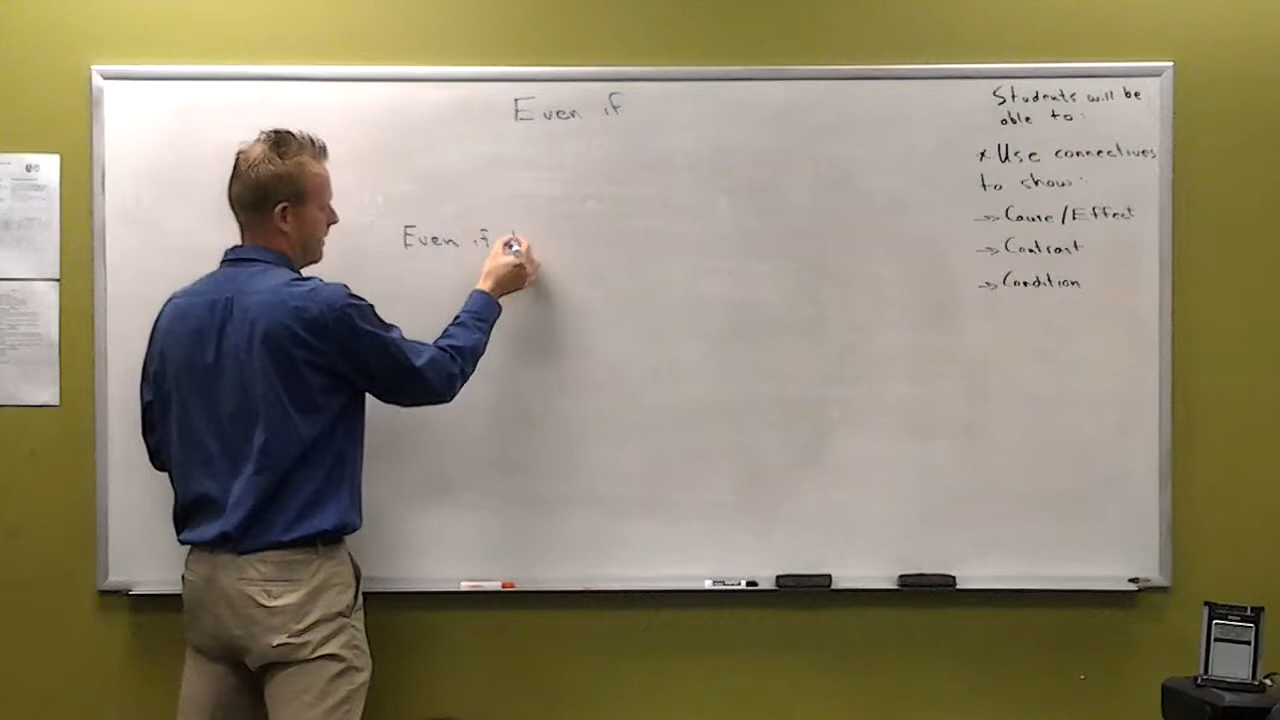 Even if
Even if
Students will be
able to:
* Use connectives
to show:
=> Cause/Effect
=> Contrast
=> Condition